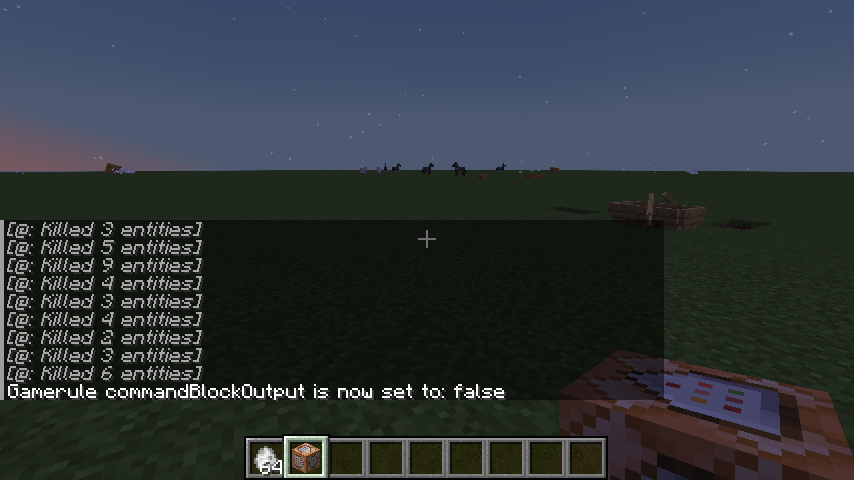 [@: Killed 3 entities]
[@: Killed 5 entities]
[@: Killed 9 entities]
[@: Killed 4 entities]
[@: Killed 3 entities]
[@: Killed 4 entities]
[@: Killed 2 entities]
[@: Killed 3 entities]
[@: Killed 6 entities]
Gamerule commandBlockOutput is now set to: false
64